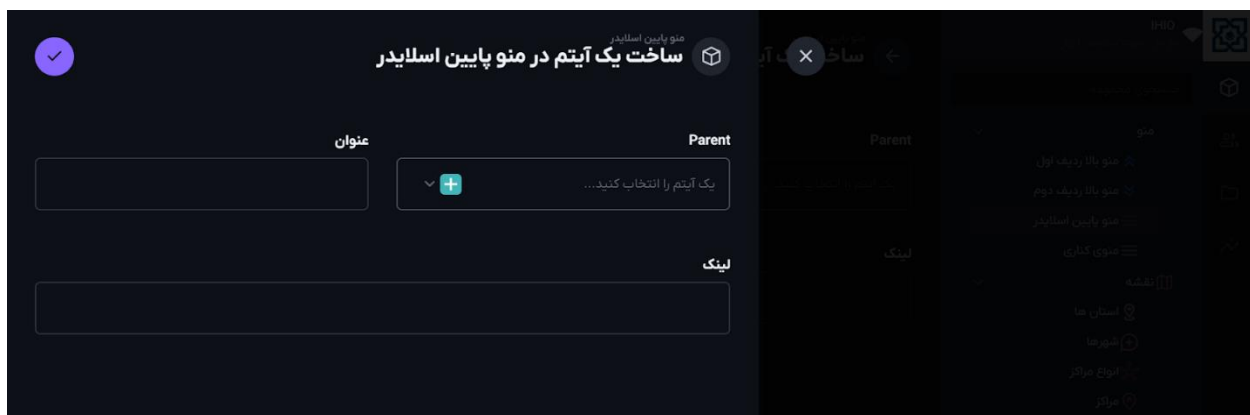 منو پایین اسلایدر
ساخت یک آیتم در منو پایین اسلایدر
Parent
عنوان
یک آیتم را انتخاب کنید...
لینک
Parent
لینک
IHIO
منو
منو بالا ردیف اول
منو بالا ردیف دوم
منو پایین اسلایدر
منوی کناری
نقشه
استان ها
شهرها
انواع مراکز
مراکز